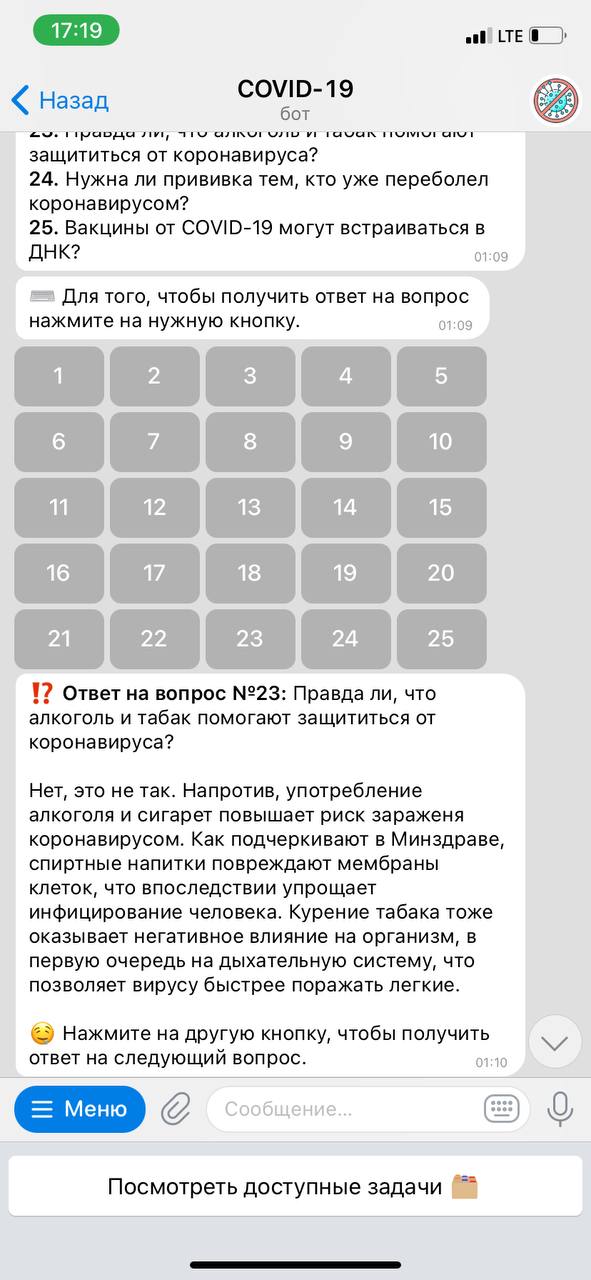 17:19
LTE
Назад
COVID-19
бот
23. Правда ли, что алкоголь и табак помогают
защититься от коронавируса?
24. Нужна ли прививка тем, кто уже переболел
коронавирусом?
25. Вакцины от COVID-19 могут встраиваться в
ДНК?
01:09
Для того, чтобы получить ответ на вопрос
нажмите на нужную кнопку.
01:09
1 2 3 4 5
6 7 8 9 10
11 12 13 14 15
16 17 18 19 20
21 22 23 24 25
⁉️ Ответ на вопрос №23: Правда ли, что
алкоголь и табак помогают защититься от
коронавируса?
Нет, это не так. Напротив, употребление
алкоголя и сигарет повышает риск зараженя
коронавирусом. Как подчеркивают в Минздраве,
спиртные напитки повреждают мембраны
клеток, что впоследствии упрощает
инфицирование человека. Курение табака тоже
оказывает негативное влияние на организм, в
первую очередь на дыхательную систему, что
позволяет вирусу быстрее поражать легкие.
Нажмите на другую кнопку, чтобы получить
ответ на следующий вопрос.
01:10
Меню
Сообщение...
Посмотреть доступные задачи